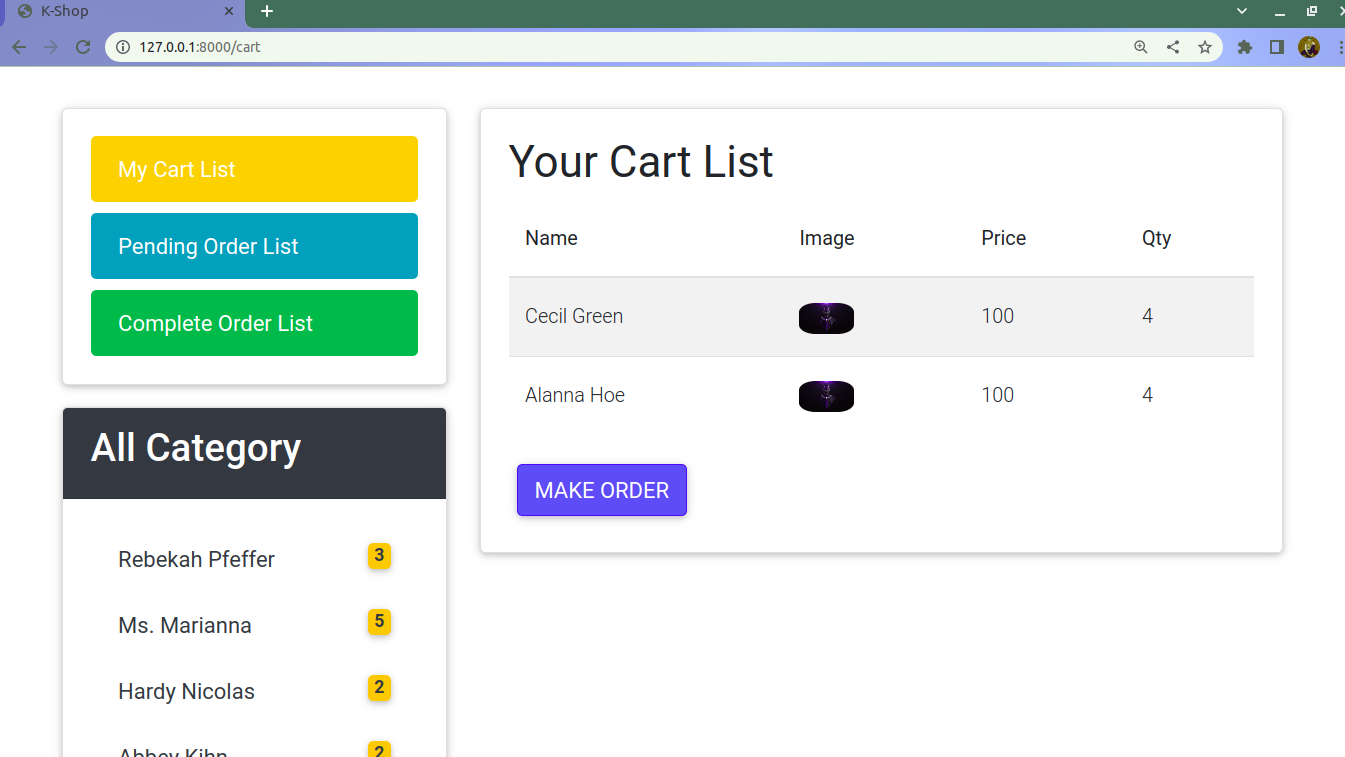 K-Shop
127.0.0.1:8000/cart
My Cart List
Pending Order List
Complete Order List
All Category
Rebekah Pfeffer 3
Ms. Marianna 5
Hardy Nicolas 2
Abbey Kihn 2
Your Cart List
Name Image Price Qty
Cecil Green 100 4
Alanna Hoe 100 4
MAKE ORDER